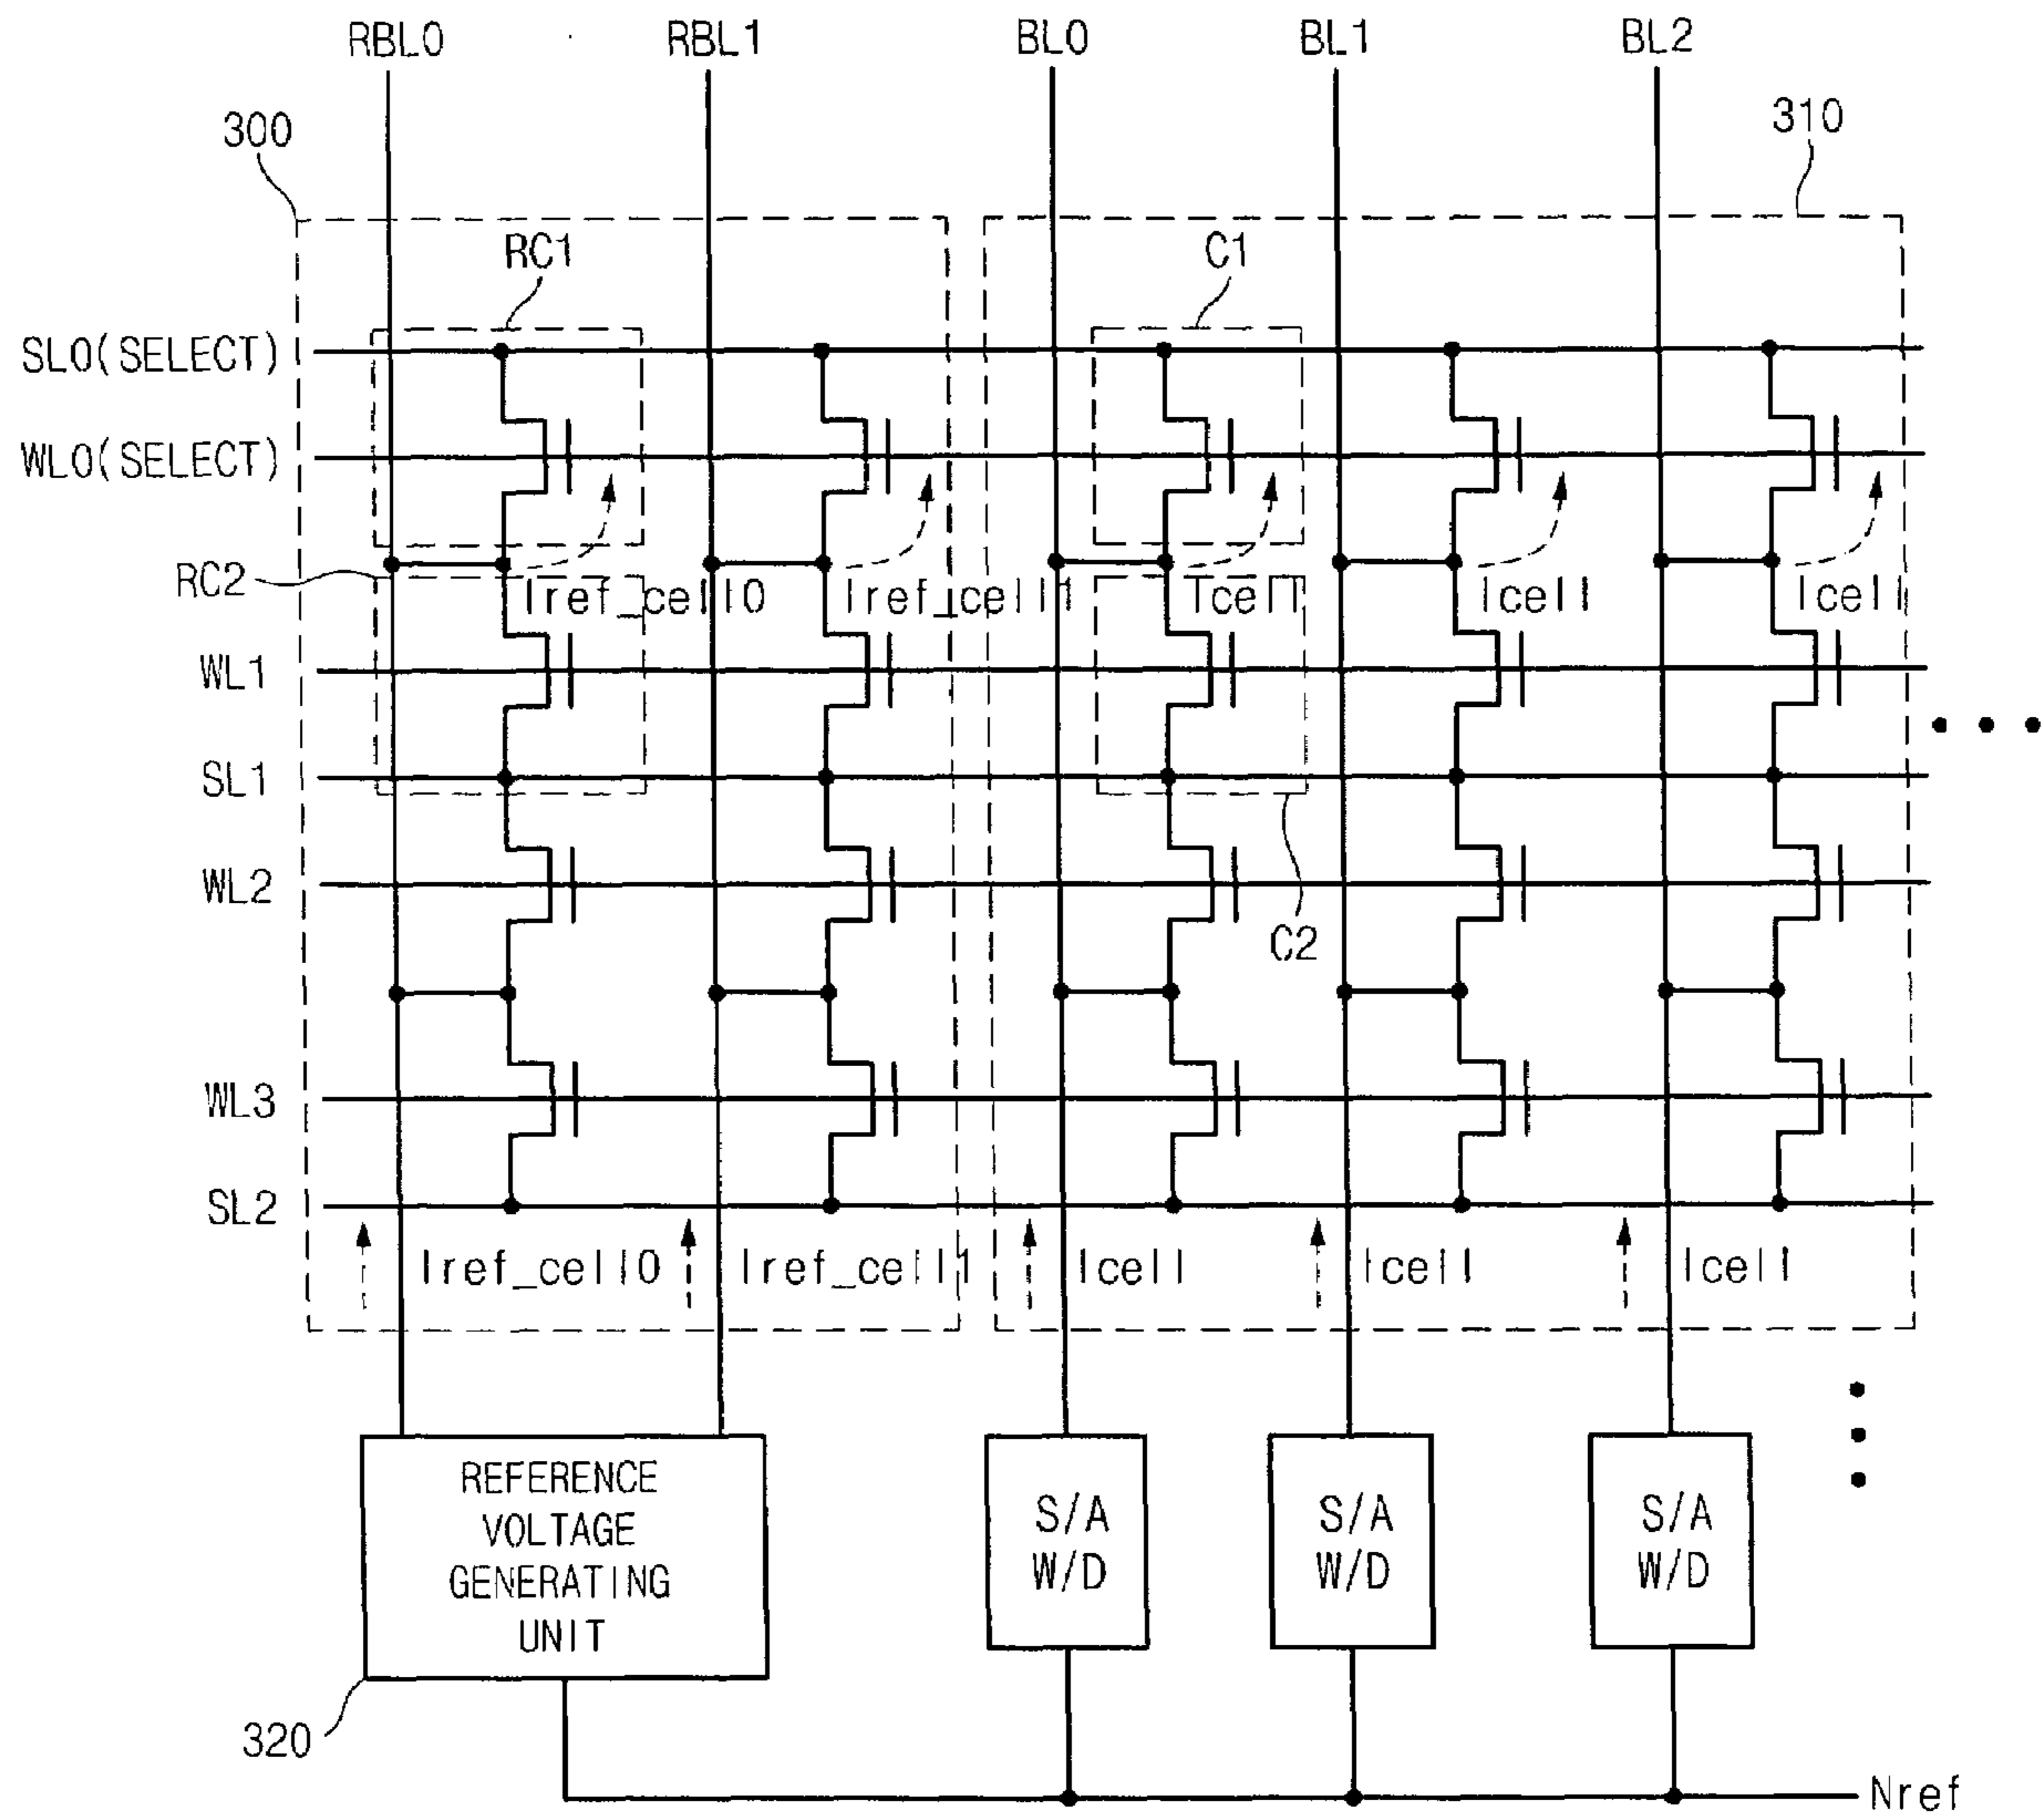 RBL0 RBL1 BL0 BL1 BL2
300 310
RC1 C1
SL0(SELECT)
WL0(SELECT)
RC2 Iref_cell0 Iref_cell1 Icell Icell Icell
WL1
SL1
WL2
C2
WL3
SL2
Iref_cell0 Iref_cell1 Icell Icell Icell
REFERENCE
VOLTAGE
GENERATING
UNIT
S/A
W/D
S/A
W/D
S/A
W/D
320
Nref